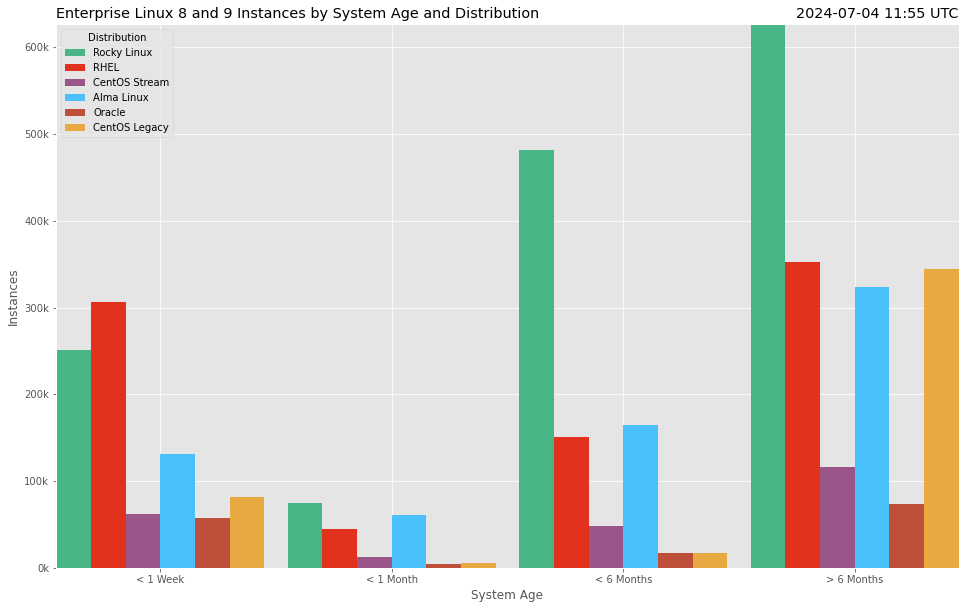 Enterprise Linux 8 and 9 Instances by System Age and Distribution
2024-07-04 11:55 UTC
Distribution
Rocky Linux
RHEL
CentOS Stream
Alma Linux
Oracle
CentOS Legacy
600k
500k
400k
300k
200k
100k
0k
Instances
< 1 Week
< 1 Month
< 6 Months
> 6 Months
System Age